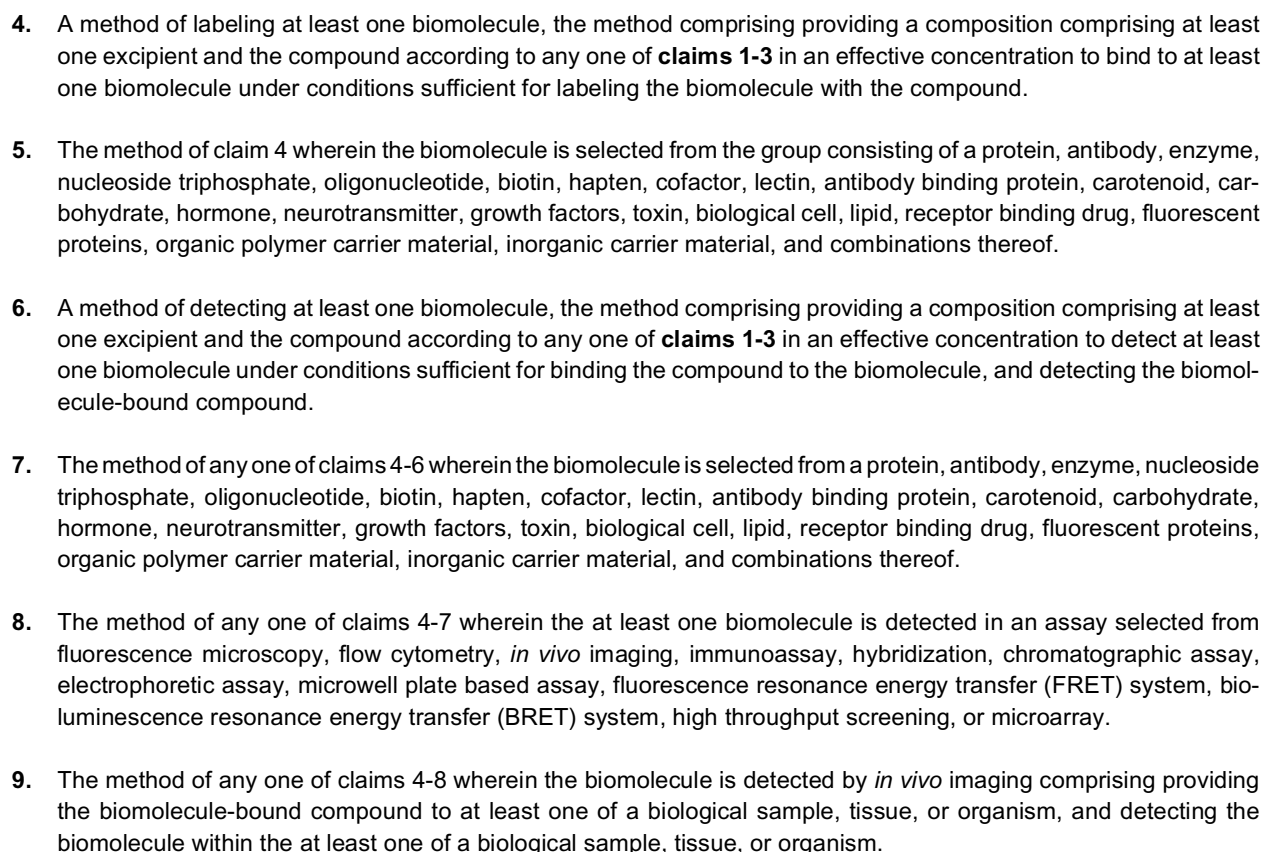 4. A method of labeling at least one biomolecule, the method comprising providing a composition comprising at least
one excipient and the compound according to any one of claims 1-3 in an effective concentration to bind to at least
one biomolecule under conditions sufficient for labeling the biomolecule with the compound.
5. The method of claim 4 wherein the biomolecule is selected from the group consisting of a protein, antibody, enzyme,
nucleoside triphosphate, oligonucleotide, biotin, hapten, cofactor, lectin, antibody binding protein, carotenoid, car-
bohydrate, hormone, neurotransmitter, growth factors, toxin, biological cell, lipid, receptor binding drug, fluorescent
proteins, organic polymer carrier material, inorganic carrier material, and combinations thereof.
6. A method of detecting at least one biomolecule, the method comprising providing a composition comprising at least
one excipient and the compound according to any one of claims 1-3 in an effective concentration to detect at least
one biomolecule under conditions sufficient for binding the compound to the biomolecule, and detecting the biomol-
ecule-bound compound.
7. The method of any one of claims 4-6 wherein the biomolecule is selected from a protein, antibody, enzyme, nucleoside
triphosphate, oligonucleotide, biotin, hapten, cofactor, lectin, antibody binding protein, carotenoid, carbohydrate,
hormone, neurotransmitter, growth factors, toxin, biological cell, lipid, receptor binding drug, fluorescent proteins,
organic polymer carrier material, inorganic carrier material, and combinations thereof.
8. The method of any one of claims 4-7 wherein the at least one biomolecule is detected in an assay selected from
fluorescence microscopy, flow cytometry, in vivo imaging, immunoassay, hybridization, chromatographic assay,
electrophoretic assay, microwell plate based assay, fluorescence resonance energy transfer (FRET) system, bio-
luminescence resonance energy transfer (BRET) system, high throughput screening, or microarray.
9. The method of any one of claims 4-8 wherein the biomolecule is detected by in vivo imaging comprising providing
the biomolecule-bound compound to at least one of a biological sample, tissue, or organism, and detecting the
biomolecule within the at least one of a biological sample, tissue, or organism.